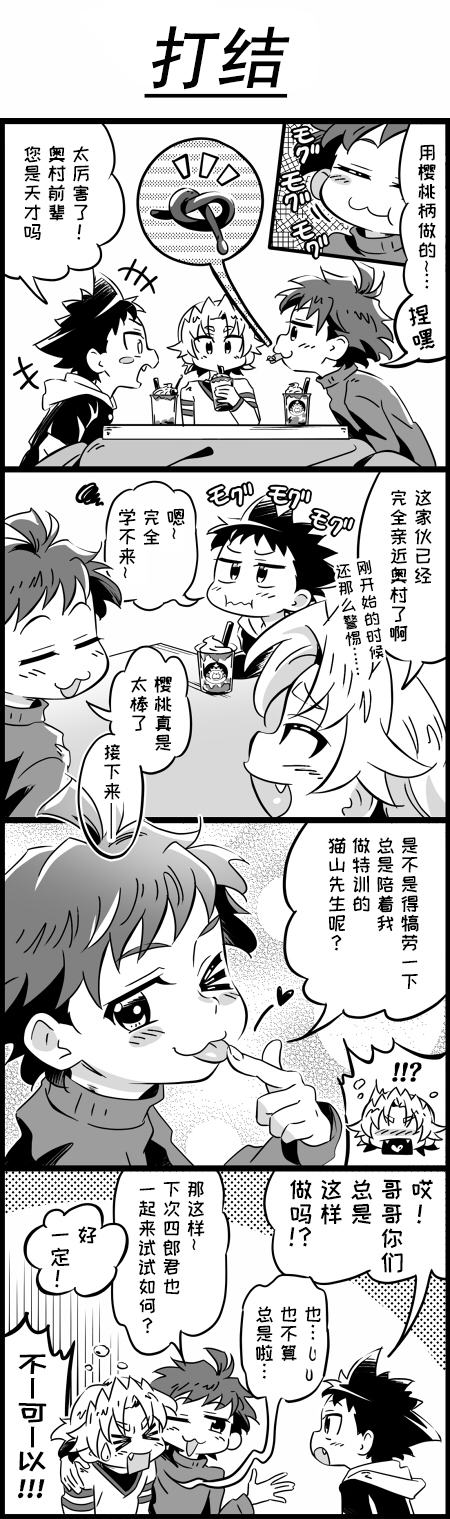 打结
モグ
モグ
モグ
用樱桃柄做的～…
捏嘿
太厉害了！
奥村前辈
您是天才吗
这家伙已经
完全亲近奥村了啊
刚开始的时候
还那么警惕……
モグ
モグ
モグ
嗯～
完全
学不来～
樱桃真是
太棒了
接下来
是不是得犒劳一下
总是陪着我
做特训的
猫山先生呢？
!!?
哎！
哥哥你们
总是
这样
做吗!?
也…
也不算
总是啦…
那这样～
下次四郎君也
一起来试试如何？
好
一定！
不ー可ー以!!!